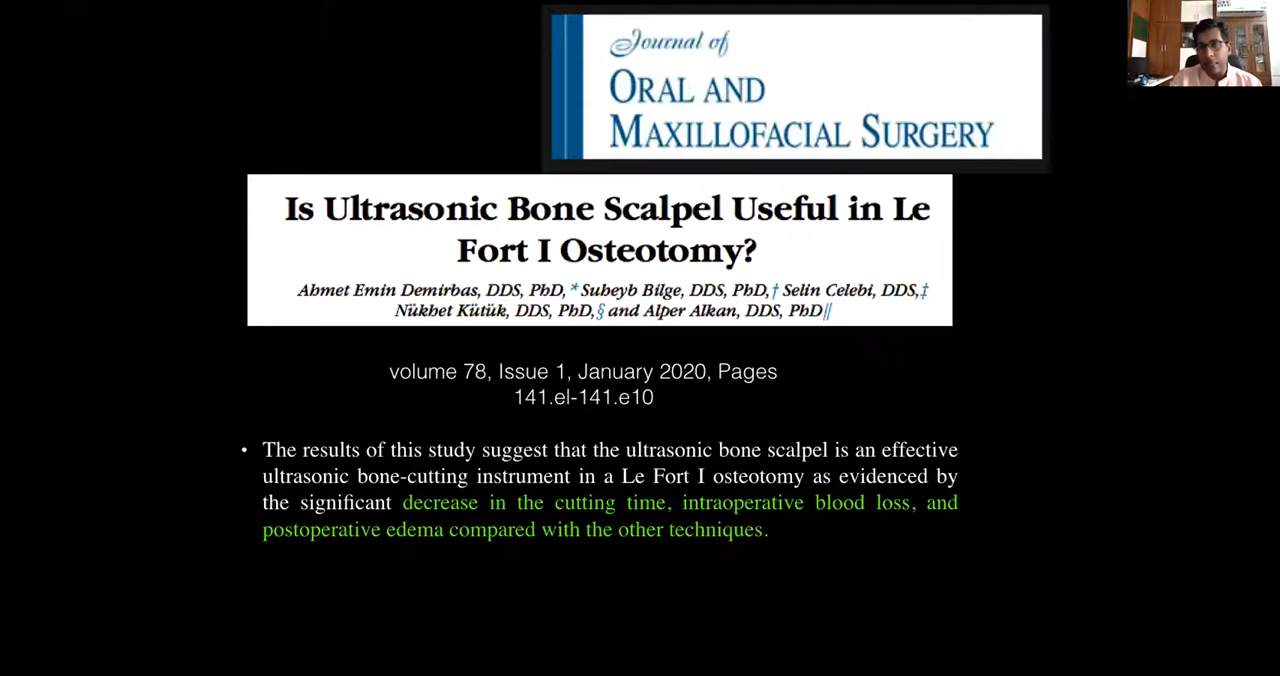 Journal of
ORAL AND
MAXILLOFACIAL SURGERY
Is Ultrasonic Bone Scalpel Useful in Le
Fort I Osteotomy?
Ahmet Emin Demirbas, DDS, PhD,* Suheyb Bilge, DDS, PhD,† Selin Celebi, DDS,‡
Nükhet Kütük, DDS, PhD,§ and Alper Alkan, DDS, PhD||
volume 78, Issue 1, January 2020, Pages
141.el-141.e10
• The results of this study suggest that the ultrasonic bone scalpel is an effective
ultrasonic bone-cutting instrument in a Le Fort I osteotomy as evidenced by
the significant decrease in the cutting time, intraoperative blood loss, and
postoperative edema compared with the other techniques.